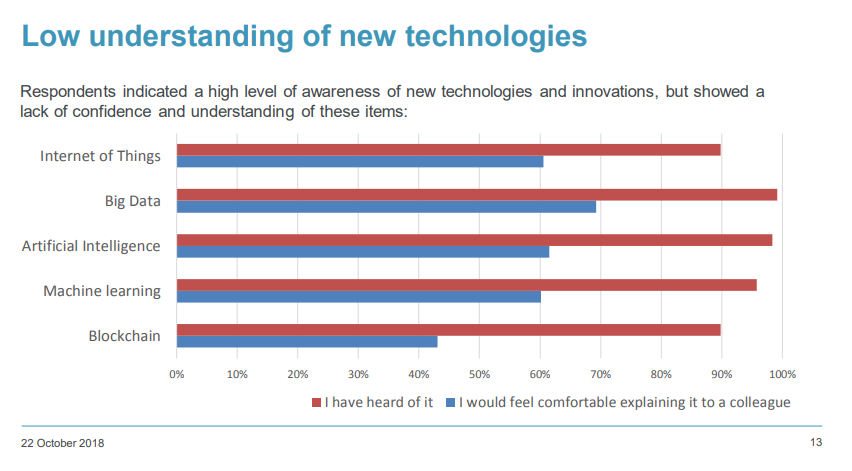 Low understanding of new technologies
Respondents indicated a high level of awareness of new technologies and innovations, but showed a
lack of confidence and understanding of these items:
Internet of Things
Big Data
Artificial Intelligence
Machine learning
Blockchain
0% 10% 20% 30% 40% 50% 60% 70% 80% 90% 100%
I have heard of it I would feel comfortable explaining it to a colleague
22 October 2018 13